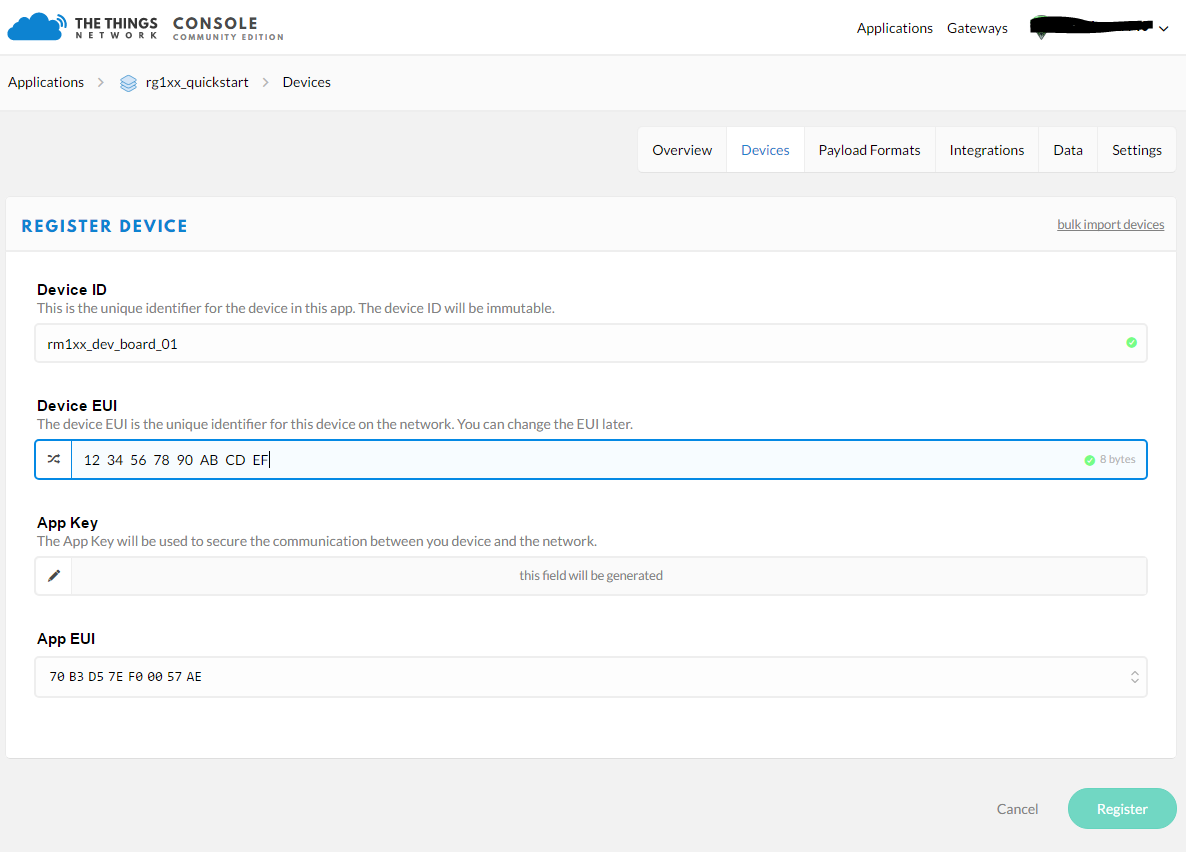 THE THINGS
NETWORK
CONSOLE
COMMUNITY EDITION
Applications Gateways
Applications rg1xx_quickstart Devices
Overview Devices Payload Formats Integrations Data Settings
REGISTER DEVICE
bulk import devices
Device ID
This is the unique identifier for the device in this app. The device ID will be immutable.
rm1xx_dev_board_01
Device EUI
The device EUI is the unique identifier for this device on the network. You can change the EUI later.
12 34 56 78 90 AB CD EF
8 bytes
App Key
The App Key will be used to secure the communication between you device and the network.
this field will be generated
App EUI
70 B3 D5 7E F0 00 57 AE
Cancel Register